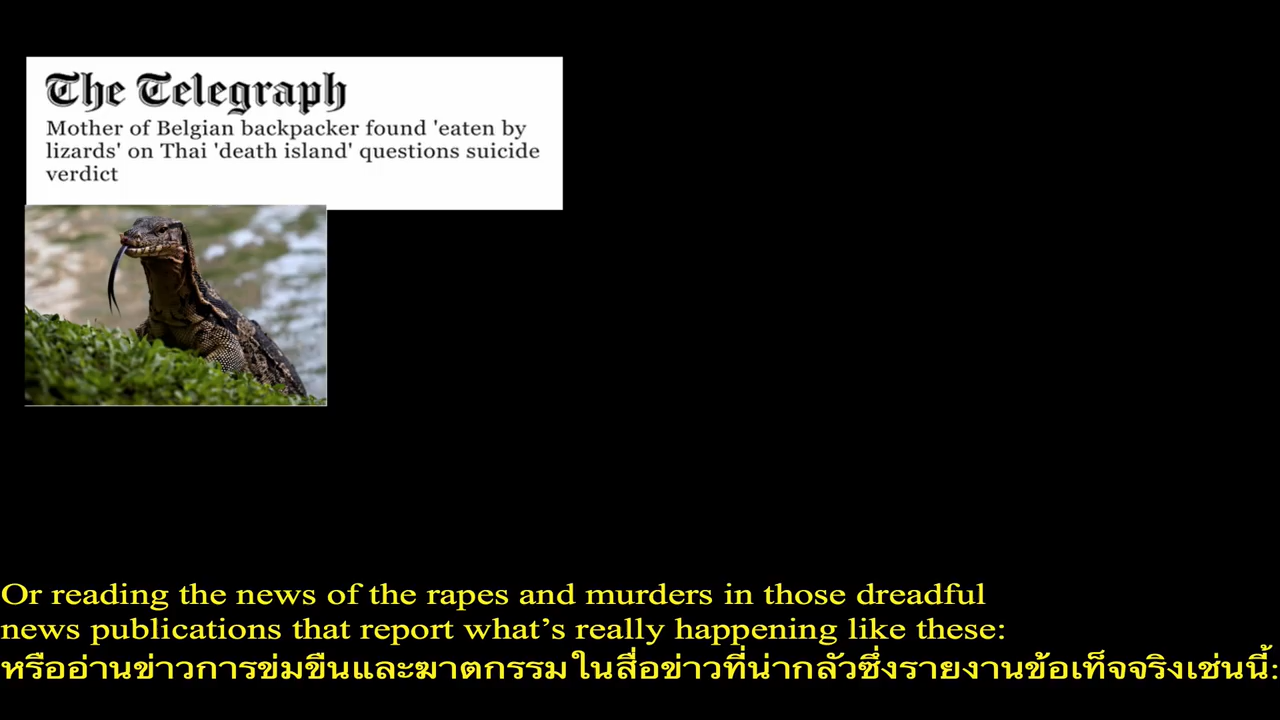 The Telegraph
Mother of Belgian backpacker found 'eaten by
lizards' on Thai 'death island' questions suicide
verdict
Or reading the news of the rapes and murders in those dreadful
news publications that report what’s really happening like these:
หรืออ่านข่าวการข่มขืนและฆาตกรรมในสื่อข่าวที่น่ากลัวซึ่งรายงานข้อเท็จจริงเช่นนี้: